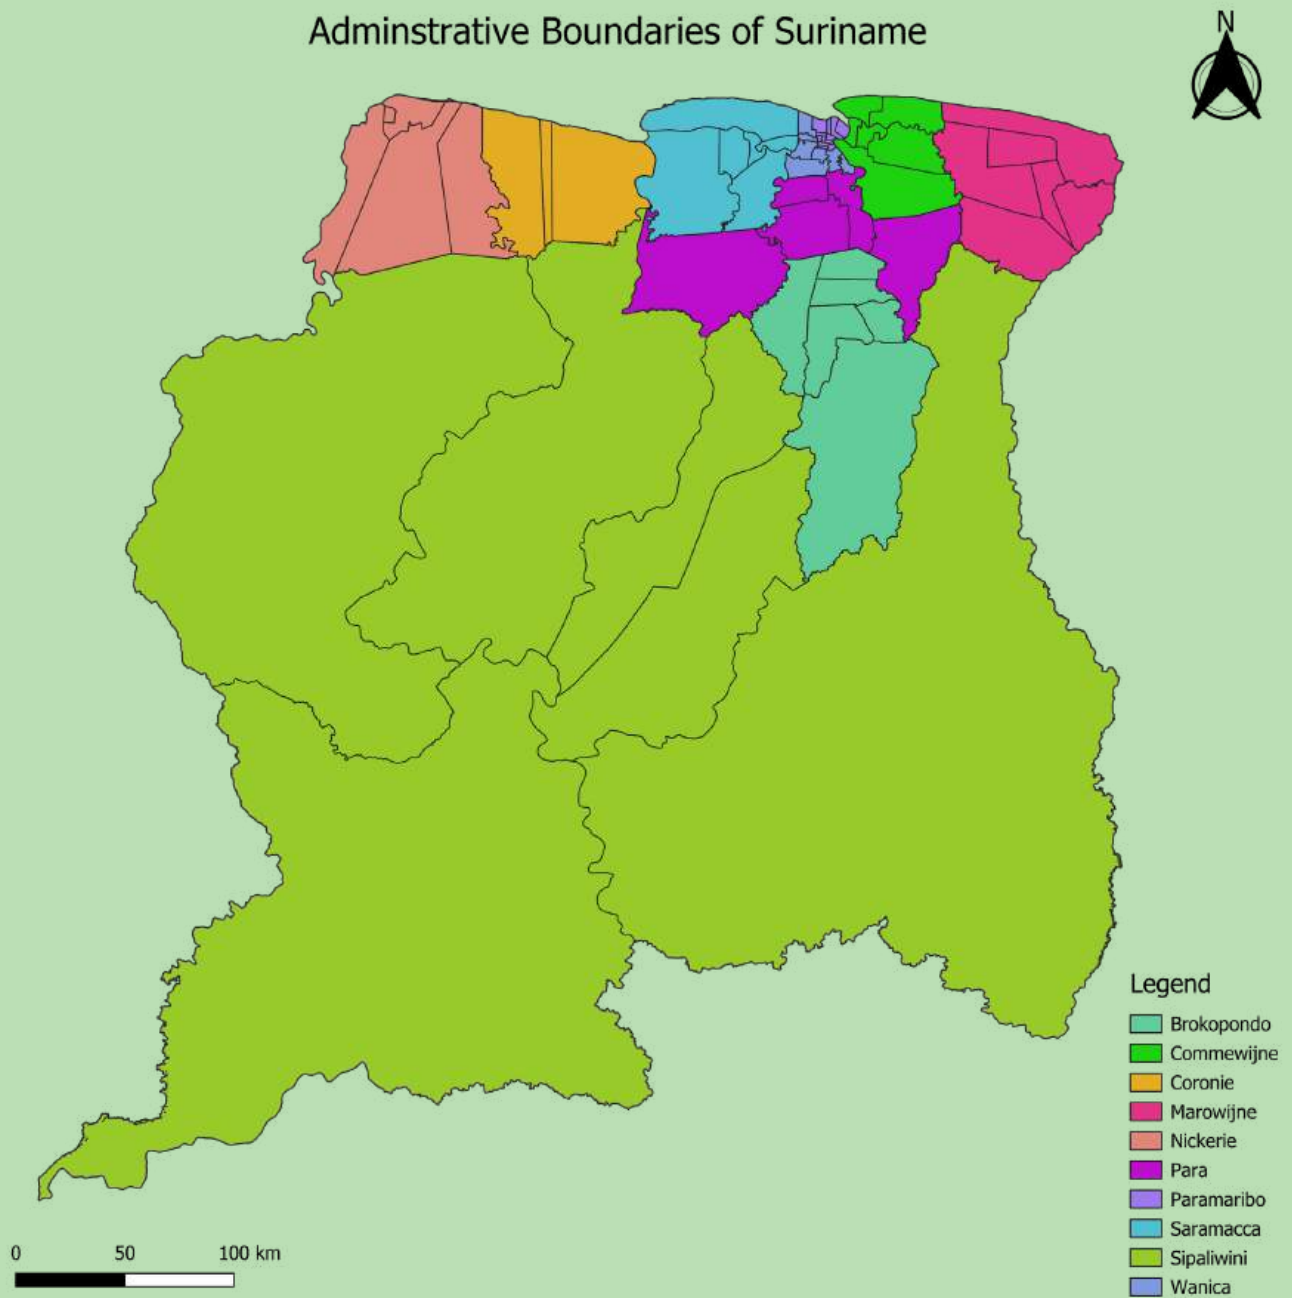 Adminstrative Boundaries of Suriname
N
Legend
Brokopondo
Commewijne
Coronie
Marowijne
Nickerie
Para
Paramaribo
Saramacca
Sipaliwini
Wanica
0 50 100 km